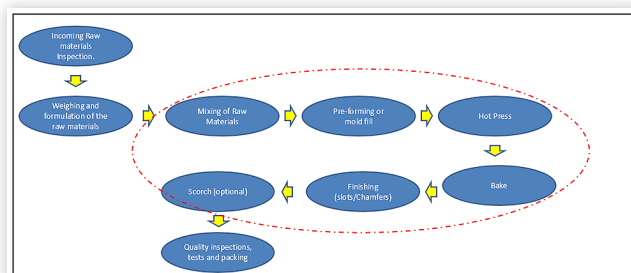 Incoming Raw
materials
Inspection.
Weighing and
formulation of the
raw materials
Mixing of Raw
Materials
Pre-forming or
mold fill
Hot Press
Bake
Finishing
(slots/Chamfers)
Scorch (optional)
Quality inspections,
tests and packing